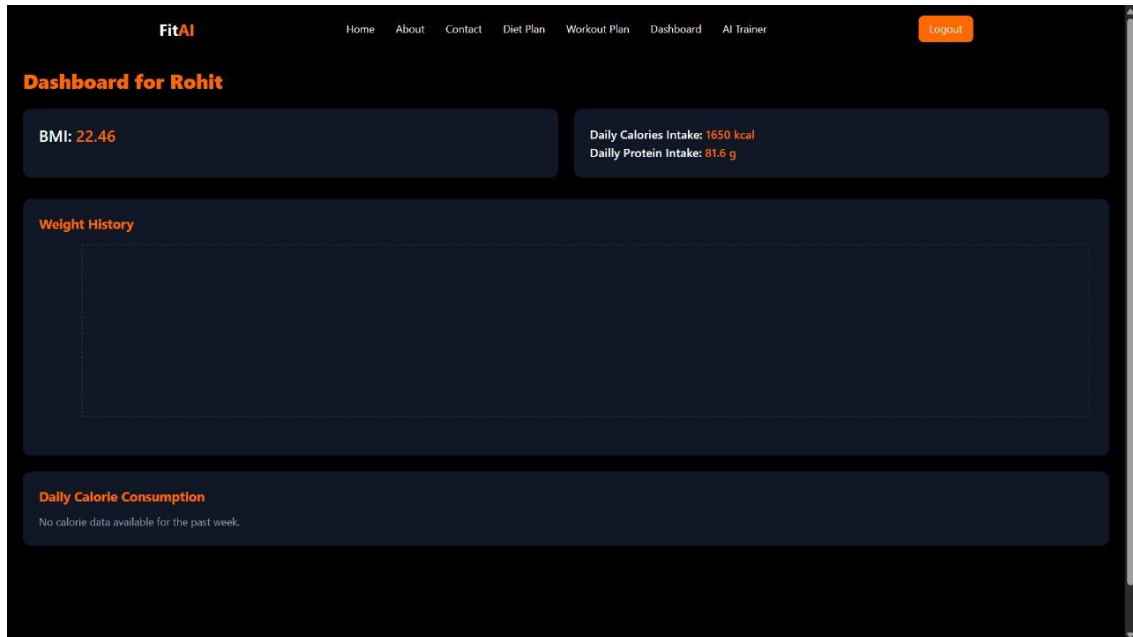 FitAI
Home About Contact Diet Plan Workout Plan Dashboard AI Trainer
Logout
Dashboard for Rohit
BMI: 22.46
Daily Calories Intake: 1650 kcal
Dailly Protein Intake: 81.6 g
Weight History
Daily Calorie Consumption
No calorie data available for the past week.